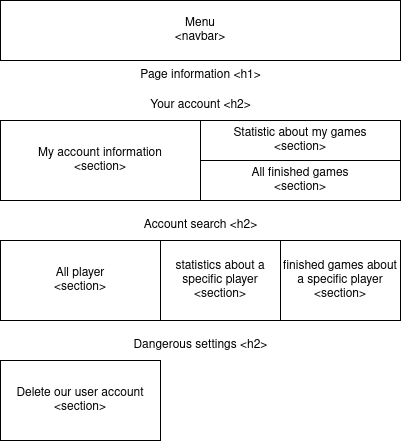 Menu
<navbar>
Page information <h1>
Your account <h2>
My account information
<section>
Statistic about my games
<section>
All finished games
<section>
Account search <h2>
All player
<section>
statistics about a
specific player
<section>
finished games about
a specific player
<section>
Dangerous settings <h2>
Delete our user account
<section>